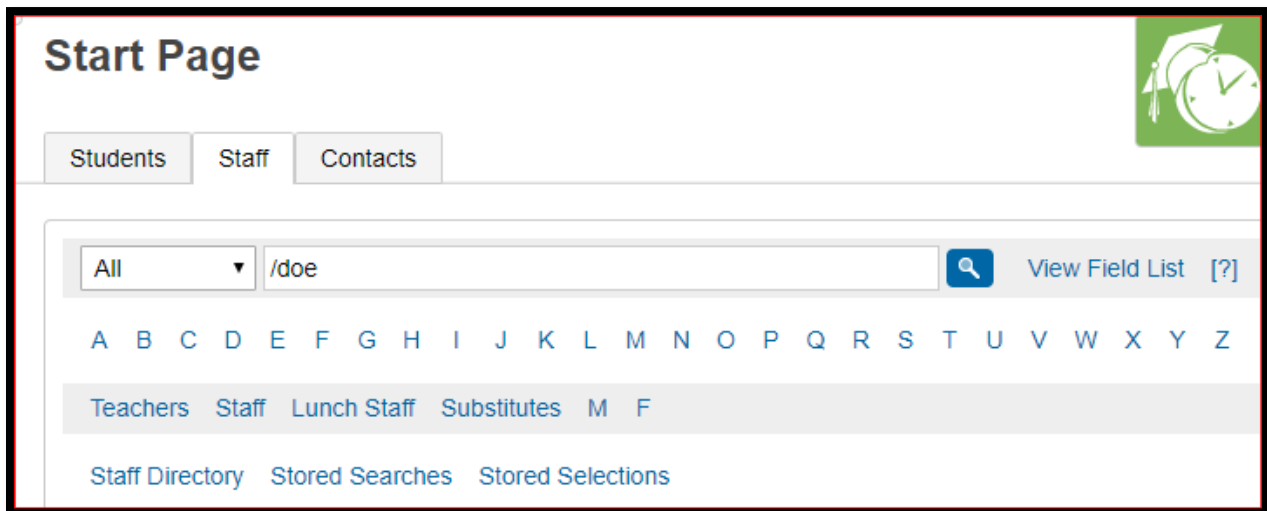 Start Page
Students Staff Contacts
All /doe View Field List [?]
A B C D E F G H I J K L M N O P Q R S T U V W X Y Z
Teachers Staff Lunch Staff Substitutes M F
Staff Directory Stored Searches Stored Selections